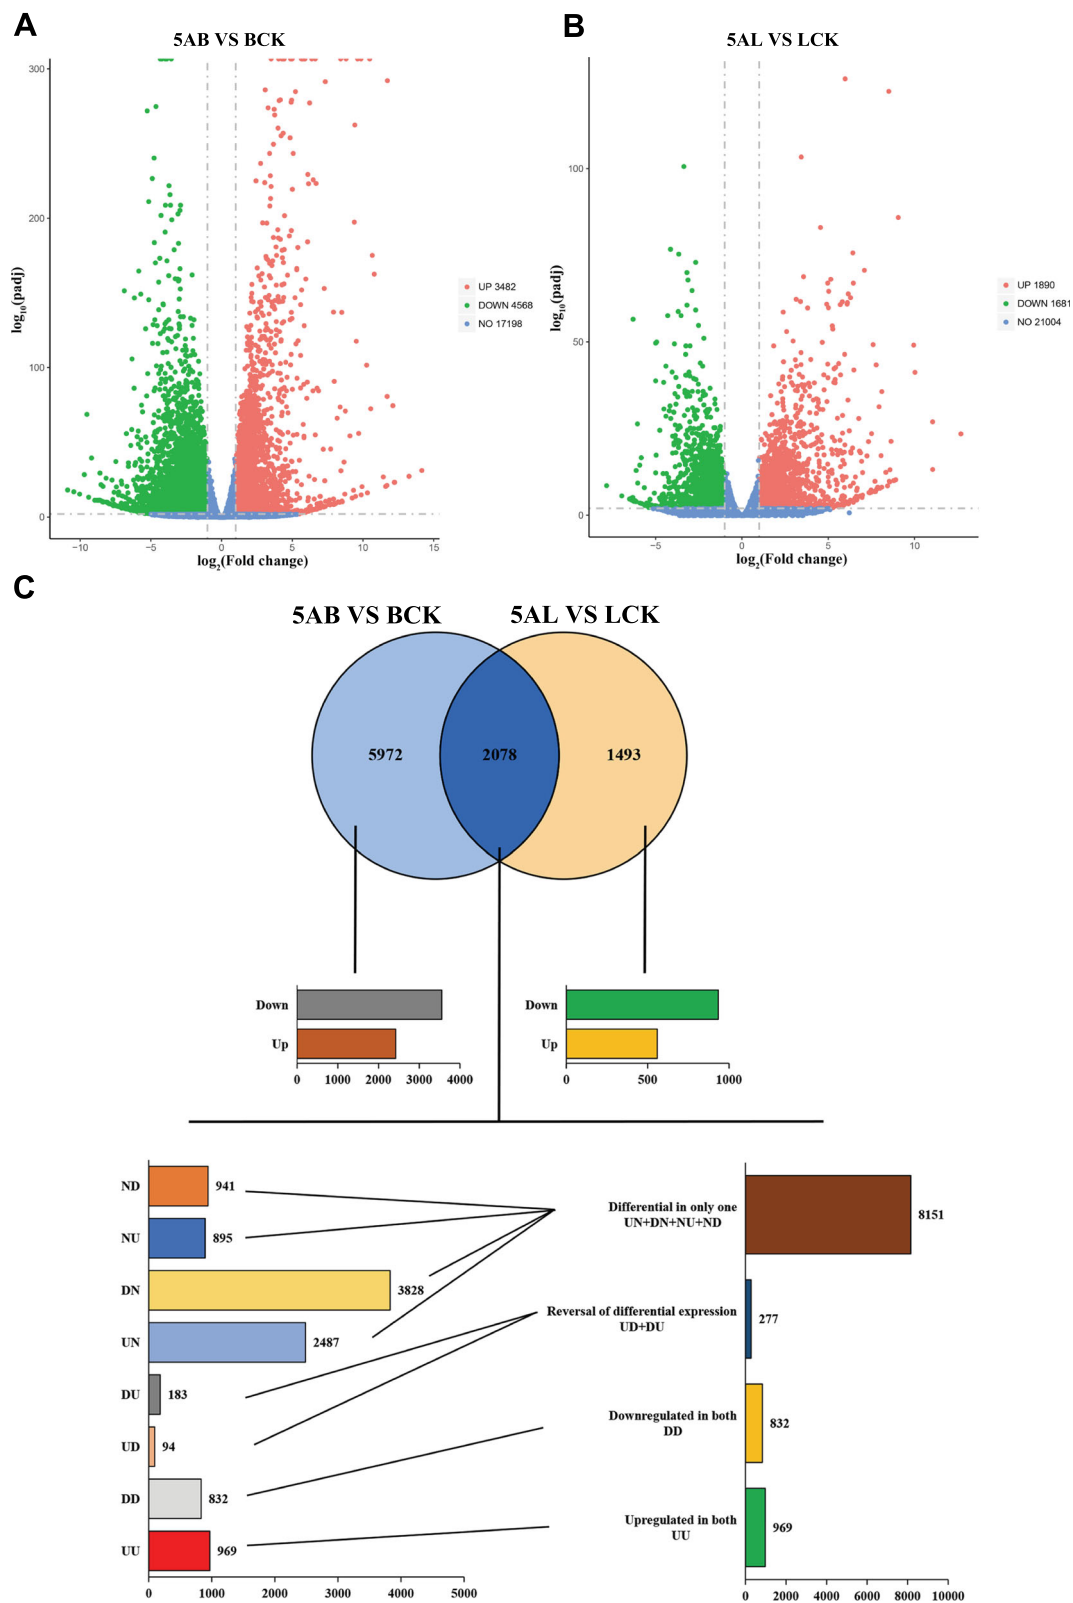 A
B
5AB VS BCK
5AL VS LCK
300
200
100
0
log10(padj)
−10
−5
0
5
10
15
log2(Fold change)
UP 3482
DOWN 4568
NO 17198
100
50
0
log10(padj)
−5
0
5
10
log2(Fold change)
UP 1890
DOWN 1681
NO 21004
C
5AB VS BCK
5AL VS LCK
5972
2078
1493
Down
Up
0 1000 2000 3000 4000
Down
Up
0 500 1000
ND
941
NU
895
DN
3828
UN
2487
DU
183
UD
94
DD
832
UU
969
0 1000 2000 3000 4000 5000
Differential in only one
UN+DN+NU+ND
8151
Reversal of differential expression
UD+DU
277
Downregulated in both
DD
832
Upregulated in both
UU
969
0 2000 4000 6000 8000 10000